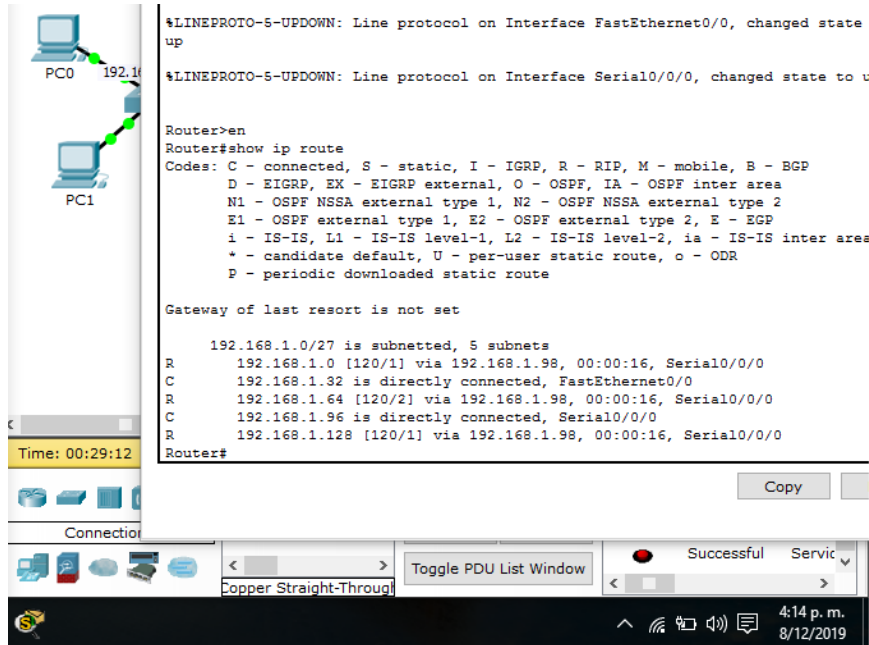 %LINEPROTO-5-UPDOWN: Line protocol on Interface FastEthernet0/0, changed state
up
%LINEPROTO-5-UPDOWN: Line protocol on Interface Serial0/0/0, changed state to u
PC0 192.16
PC1
Router>en
Router#show ip route
Codes: C - connected, S - static, I - IGRP, R - RIP, M - mobile, B - BGP
D - EIGRP, EX - EIGRP external, O - OSPF, IA - OSPF inter area
N1 - OSPF NSSA external type 1, N2 - OSPF NSSA external type 2
E1 - OSPF external type 1, E2 - OSPF external type 2, E - EGP
i - IS-IS, L1 - IS-IS level-1, L2 - IS-IS level-2, ia - IS-IS inter area
* - candidate default, U - per-user static route, o - ODR
P - periodic downloaded static route
Gateway of last resort is not set
192.168.1.0/27 is subnetted, 5 subnets
R 192.168.1.0 [120/1] via 192.168.1.98, 00:00:16, Serial0/0/0
C 192.168.1.32 is directly connected, FastEthernet0/0
R 192.168.1.64 [120/2] via 192.168.1.98, 00:00:16, Serial0/0/0
C 192.168.1.96 is directly connected, Serial0/0/0
R 192.168.1.128 [120/1] via 192.168.1.98, 00:00:16, Serial0/0/0
Router#
Time: 00:29:12
Copy
Connection
Successful Servic
Toggle PDU List Window
Copper Straight-Through
4:14 p. m.
8/12/2019